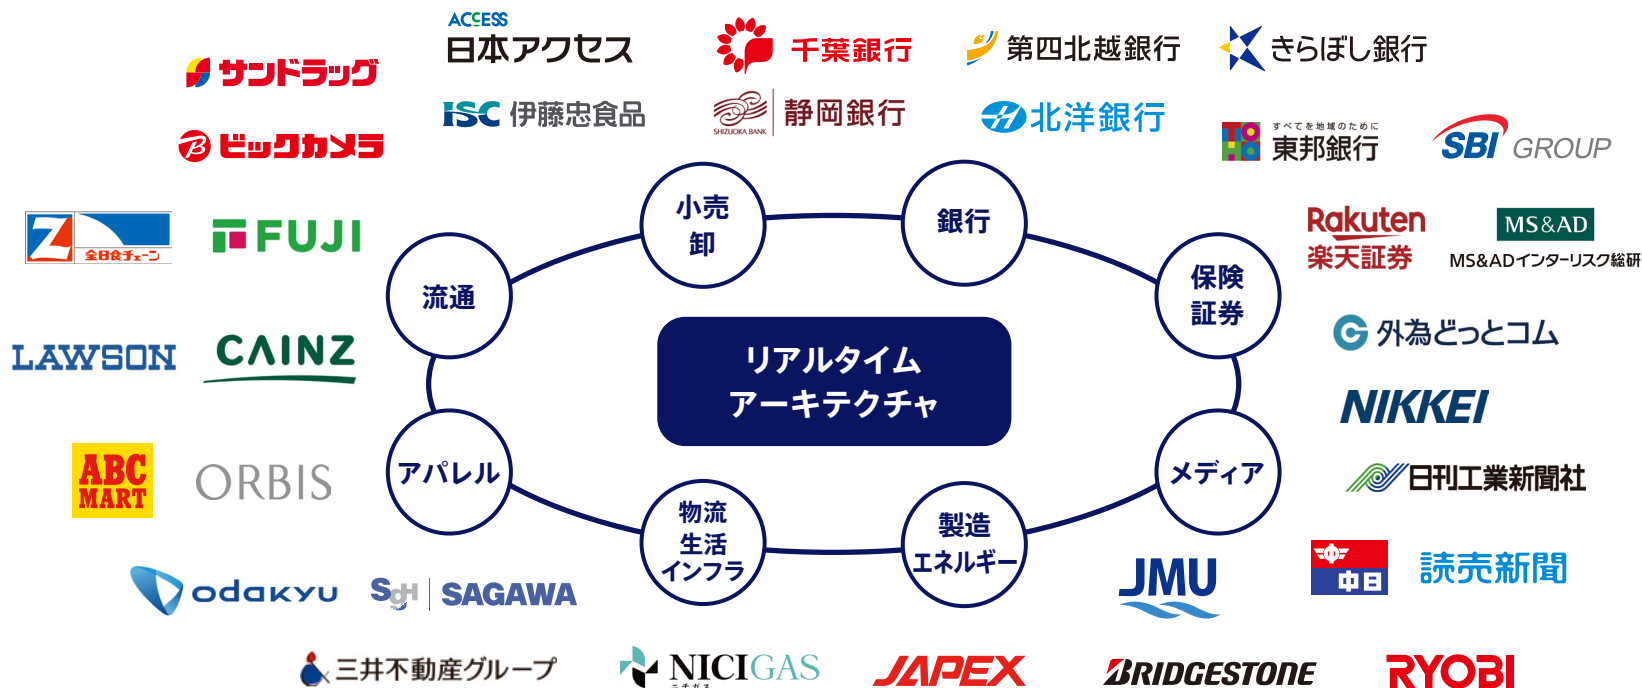 ACCESS
日本アクセス
千葉銀行
第四北越銀行
きらぼし銀行
サンドラッグ
ISC 伊藤忠食品
SHIZUOKA BANK
静岡銀行
北洋銀行
TOHO
すべてを地域のために
東邦銀行
SBI GROUP
B ビックカメラ
小売
卸
銀行
Z
全日食チェーン
FUJI
流通
保険
証券
Rakuten
楽天証券
MS&AD
MS&ADインターリスク総研
リアルタイム
アーキテクチャ
LAWSON
CAINZ
外為どっとコム
NIKKEI
ABC
MART
ORBIS
アパレル
メディア
日刊工業新聞社
物流
生活
インフラ
製造
エネルギー
odakyu
SGH
SAGAWA
JMU
中
中日
読売新聞
三井不動産グループ
NICIGAS
ニチガス
JAPEX
BRIDGESTONE
RYOBI